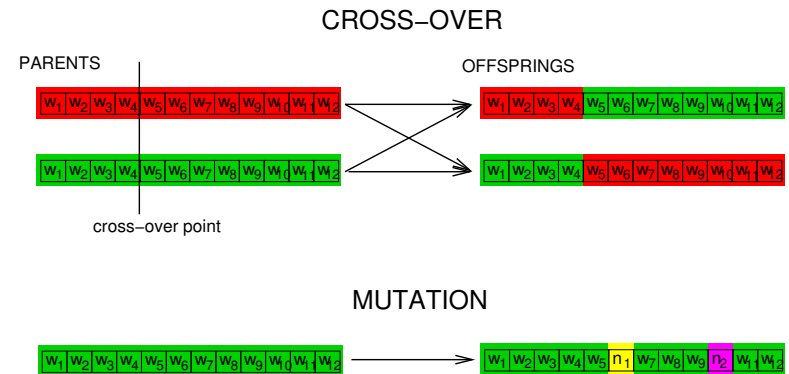 CROSS−OVER
PARENTS
OFFSPRINGS
w1 w2 w3 w4 w5 w6 w7 w8 w9 w10 w11 w12
w1 w2 w3 w4 w5 w6 w7 w8 w9 w10 w11 w12
w1 w2 w3 w4 w5 w6 w7 w8 w9 w10 w11 w12
w1 w2 w3 w4 w5 w6 w7 w8 w9 w10 w11 w12
cross−over point
MUTATION
w1 w2 w3 w4 w5 w6 w7 w8 w9 w10 w11 w12
w1 w2 w3 w4 w5 n1 w7 w8 w9 n2 w11 w12